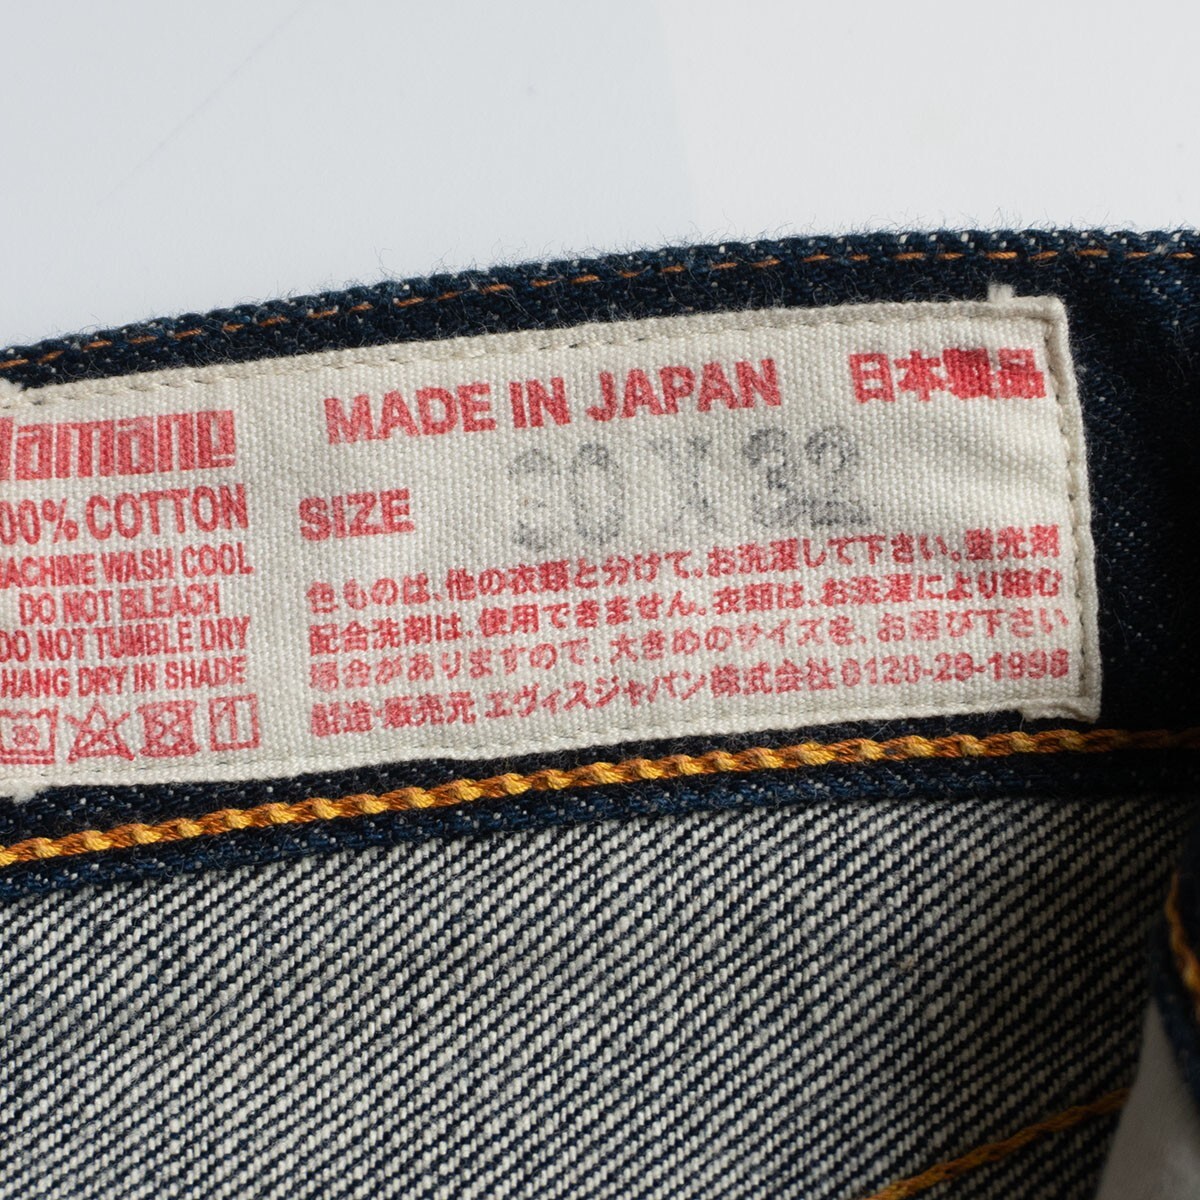 MADE IN JAPAN 日本製品
amano
00% COTTON
SIZE 30 X 32
MACHINE WASH COOL
DO NOT BLEACH
DO NOT TUMBLE DRY
HANG DRY IN SHADE
30
色ものは、他の衣類と分けて、お洗濯して下さい。蛍光剤
配合洗剤は、使用できません。衣類は、お洗濯により縮む
場合がありますので、大きめのサイズを、お選び下さい
製造・販売元 エヴィスジャパン株式会社 0120-29-1998